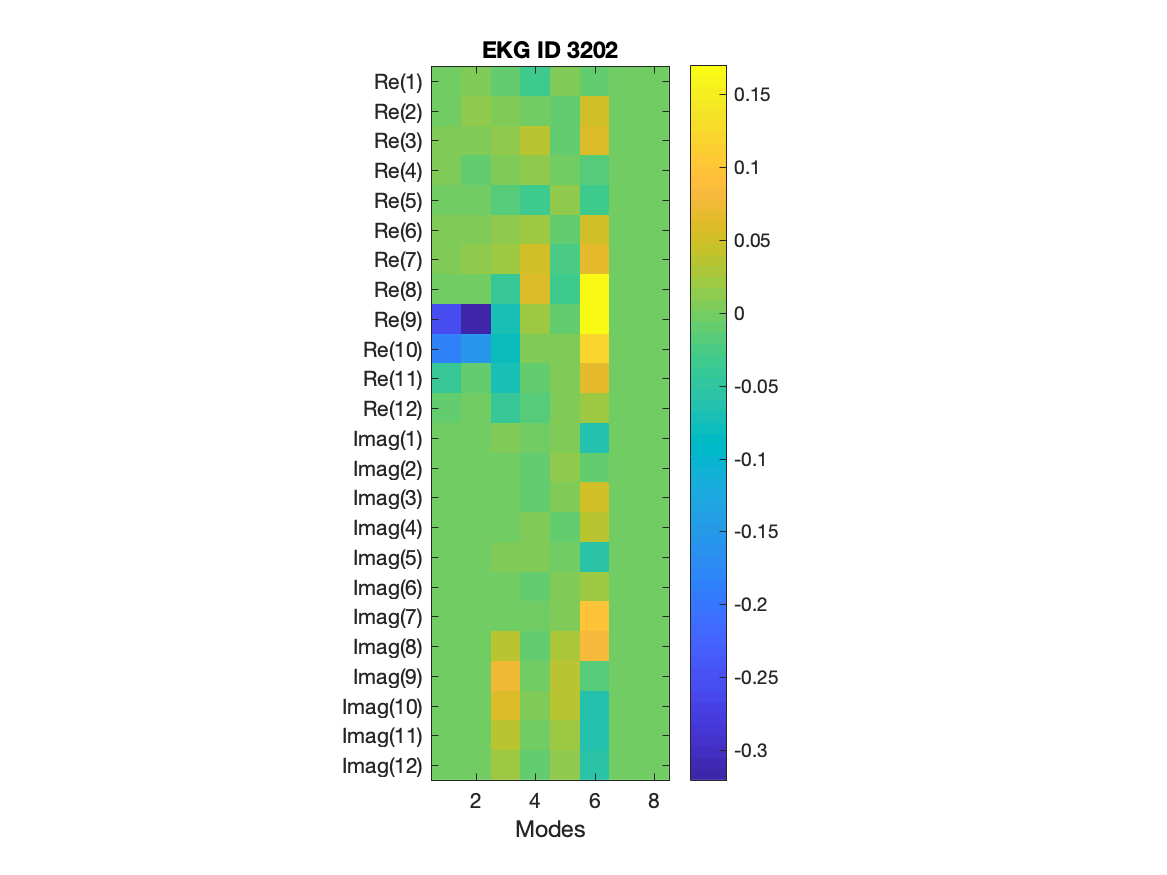 EKG ID 3202
Re(1)
Re(2)
Re(3)
Re(4)
Re(5)
Re(6)
Re(7)
Re(8)
Re(9)
Re(10)
Re(11)
Re(12)
Imag(1)
Imag(2)
Imag(3)
Imag(4)
Imag(5)
Imag(6)
Imag(7)
Imag(8)
Imag(9)
Imag(10)
Imag(11)
Imag(12)
2 4 6 8
Modes
0.15
0.1
0.05
0
-0.05
-0.1
-0.15
-0.2
-0.25
-0.3